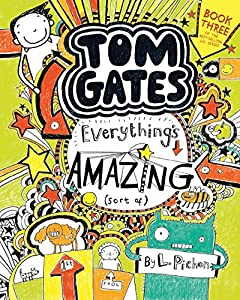 TOM
GATES
BOOK
THREE
Everything's
AMAZING
(sort of)
By L. Pichon